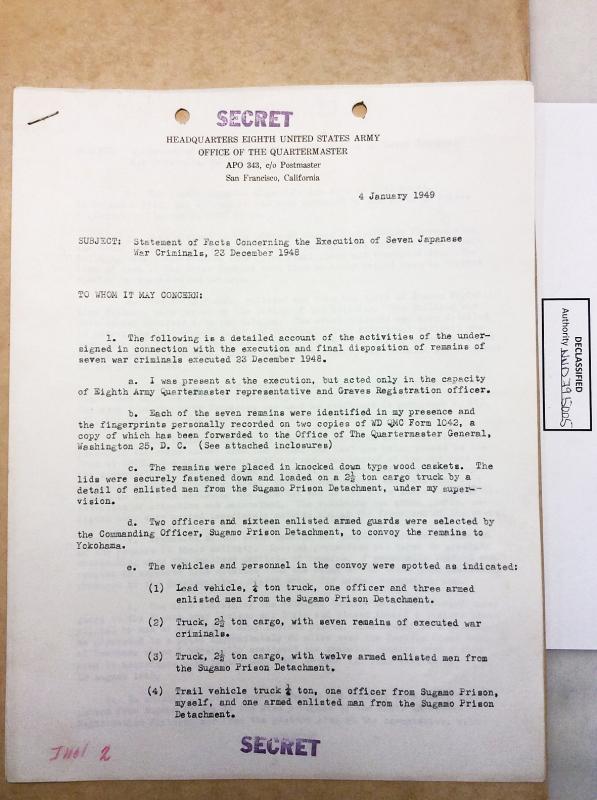 SECRET
HEADQUARTERS EIGHTH UNITED STATES ARMY
OFFICE OF THE QUARTERMASTER
APO 343, c/o Postmaster
San Francisco, California
4 January 1949
SUBJECT: Statement of Facts Concerning the Execution of Seven Japanese
War Criminals, 23 December 1948
TO WHOM IT MAY CONCERN:
1. The following is a detailed account of the activities of the under-
signed in connection with the execution and final disposition of remains of
seven war criminals executed 23 December 1948.
a. I was present at the execution, but acted only in the capacity
of Eighth Army Quartermaster representative and Graves Registration officer.
b. Each of the seven remains were identified in my presence and
the fingerprints personally recorded on two copies of WD QMC Form 1042, a
copy of which has been forwarded to the Office of The Quartermaster General,
Washington 25, D. C. (See attached inclosures)
c. The remains were placed in knocked down type wood caskets. The
lids were securely fastened down and loaded on a 2½ ton cargo truck by a
detail of enlisted men from the Sugamo Prison Detachment, under my super--
vision.
d. Two officers and sixteen enlisted armed guards were selected by
the Commanding Officer, Sugamo Prison Detachment, to convoy the remains to
Yokohama.
e. The vehicles and personnel in the convoy were spotted as indicated:
(1) Lead vehicle, ¼ ton truck, one officer and three armed
enlisted men from the Sugamo Prison Detachment.
(2) Truck, 2½ ton cargo, with seven remains of executed war
criminals.
(3) Truck, 2½ ton cargo, with twelve armed enlisted men from
the Sugamo Prison Detachment.
(4) Trail vehicle truck ¼ ton, one officer from Sugamo Prison,
myself, and one armed enlisted man from the Sugamo Prison
Detachment.
SECRET
2
DECLASSIFIED
Authority NND 795005